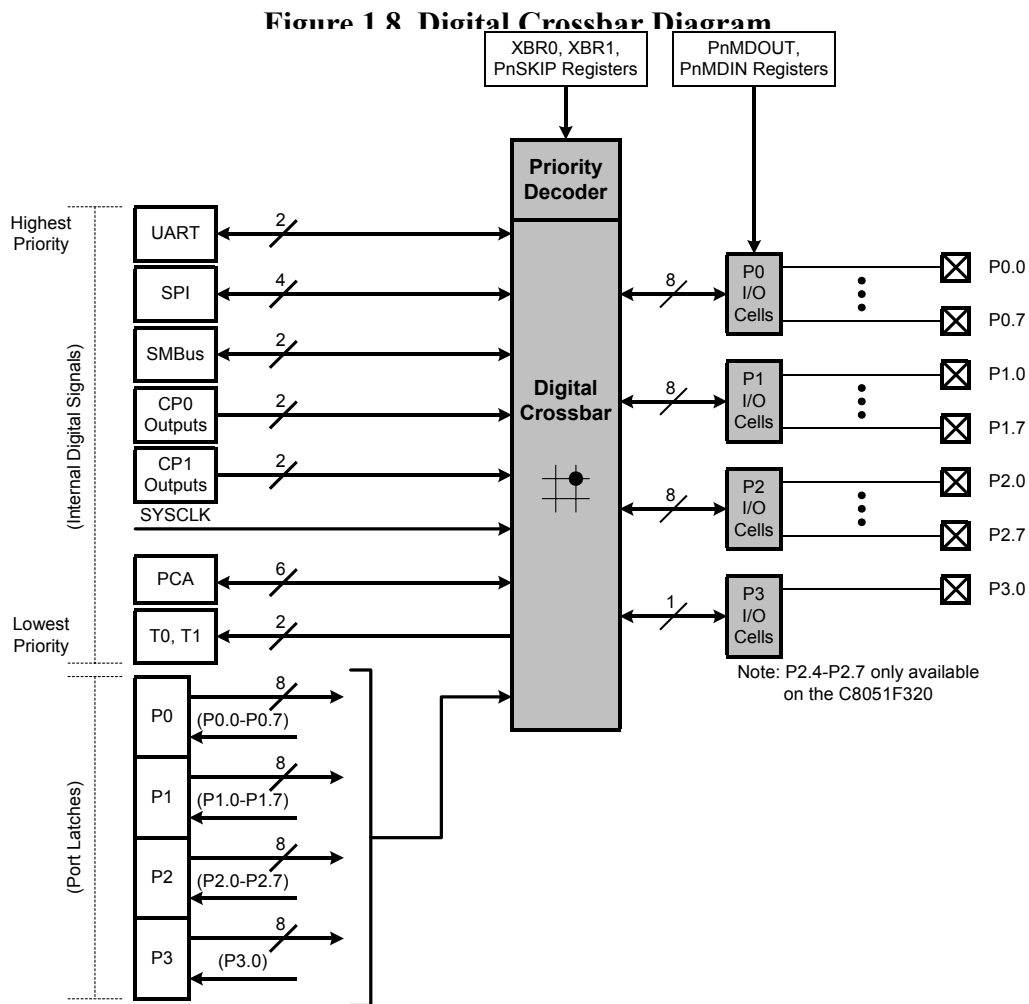 Figure 1.8. Digital Crossbar Diagram
XBR0, XBR1,
PnSKIP Registers
PnMDOUT,
PnMDIN Registers
Priority
Decoder
Highest
Priority
UART
2
SPI
4
SMBus
2
CP0
Outputs
2
CP1
Outputs
2
SYSCLK
PCA
6
Lowest
Priority
T0, T1
2
(Internal Digital Signals)
Digital
Crossbar
8
P0
I/O
Cells
P0.0
P0.7
8
P1
I/O
Cells
P1.0
P1.7
8
P2
I/O
Cells
P2.0
P2.7
1
P3
I/O
Cells
P3.0
Note: P2.4-P2.7 only available
on the C8051F320
(Port Latches)
P0
8
(P0.0-P0.7)
P1
8
(P1.0-P1.7)
P2
8
(P2.0-P2.7)
P3
8
(P3.0)